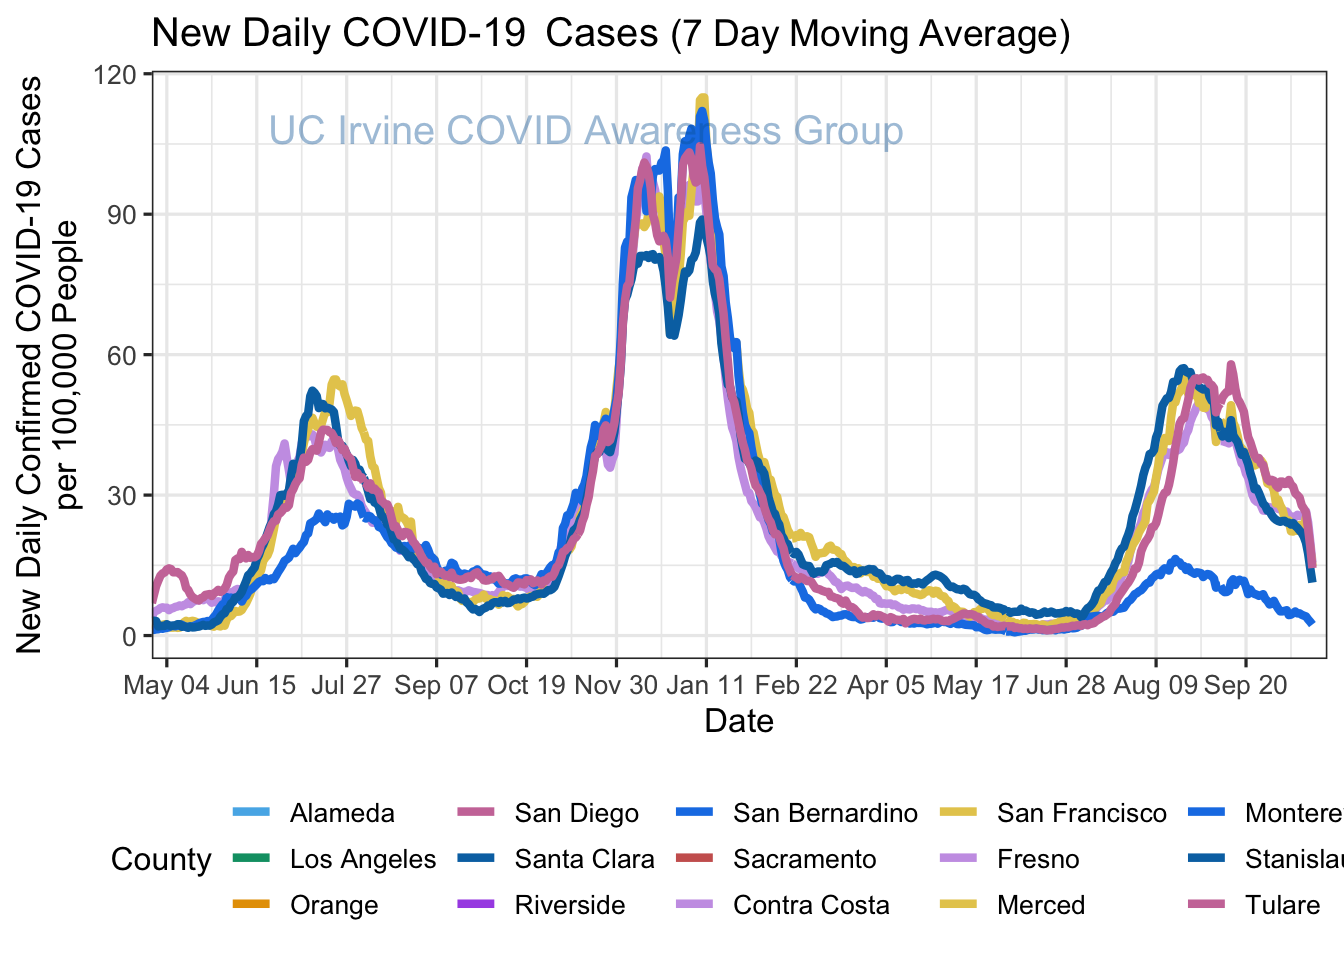 New Daily COVID-19 Cases (7 Day Moving Average)
New Daily Confirmed COVID-19 Cases
per 100,000 People
120
90
60
30
0
UC Irvine COVID Awareness Group
May 04 Jun 15 Jul 27 Sep 07 Oct 19 Nov 30 Jan 11 Feb 22 Apr 05 May 17 Jun 28 Aug 09 Sep 20
Date
County
Alameda San Diego San Bernardino San Francisco Montere
Los Angeles Santa Clara Sacramento Fresno Stanislau
Orange Riverside Contra Costa Merced Tulare